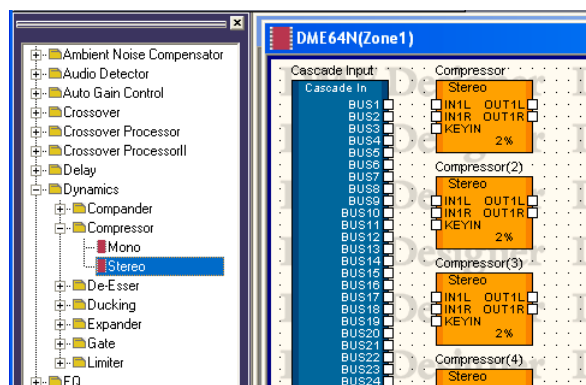 Ambient Noise Compensator
Audio Detector
Auto Gain Control
Crossover
Crossover Processor
Crossover ProcessorII
Delay
Dynamics
Compander
Compressor
Mono
Stereo
De-Esser
Ducking
Expander
Gate
Limiter
EQ
DME64N(Zone1)
Cascade Input
Cascade In
BUS1
BUS2
BUS3
BUS4
BUS5
BUS6
BUS7
BUS8
BUS9
BUS10
BUS11
BUS12
BUS13
BUS14
BUS15
BUS16
BUS17
BUS18
BUS19
BUS20
BUS21
BUS22
BUS23
BUS24
Compressor
Stereo
IN1L OUT1L
IN1R OUT1R
KEYIN
2%
Compressor(2)
Stereo
IN1L OUT1L
IN1R OUT1R
KEYIN
2%
Compressor(3)
Stereo
IN1L OUT1L
IN1R OUT1R
KEYIN
2%
Compressor(4)
Stereo